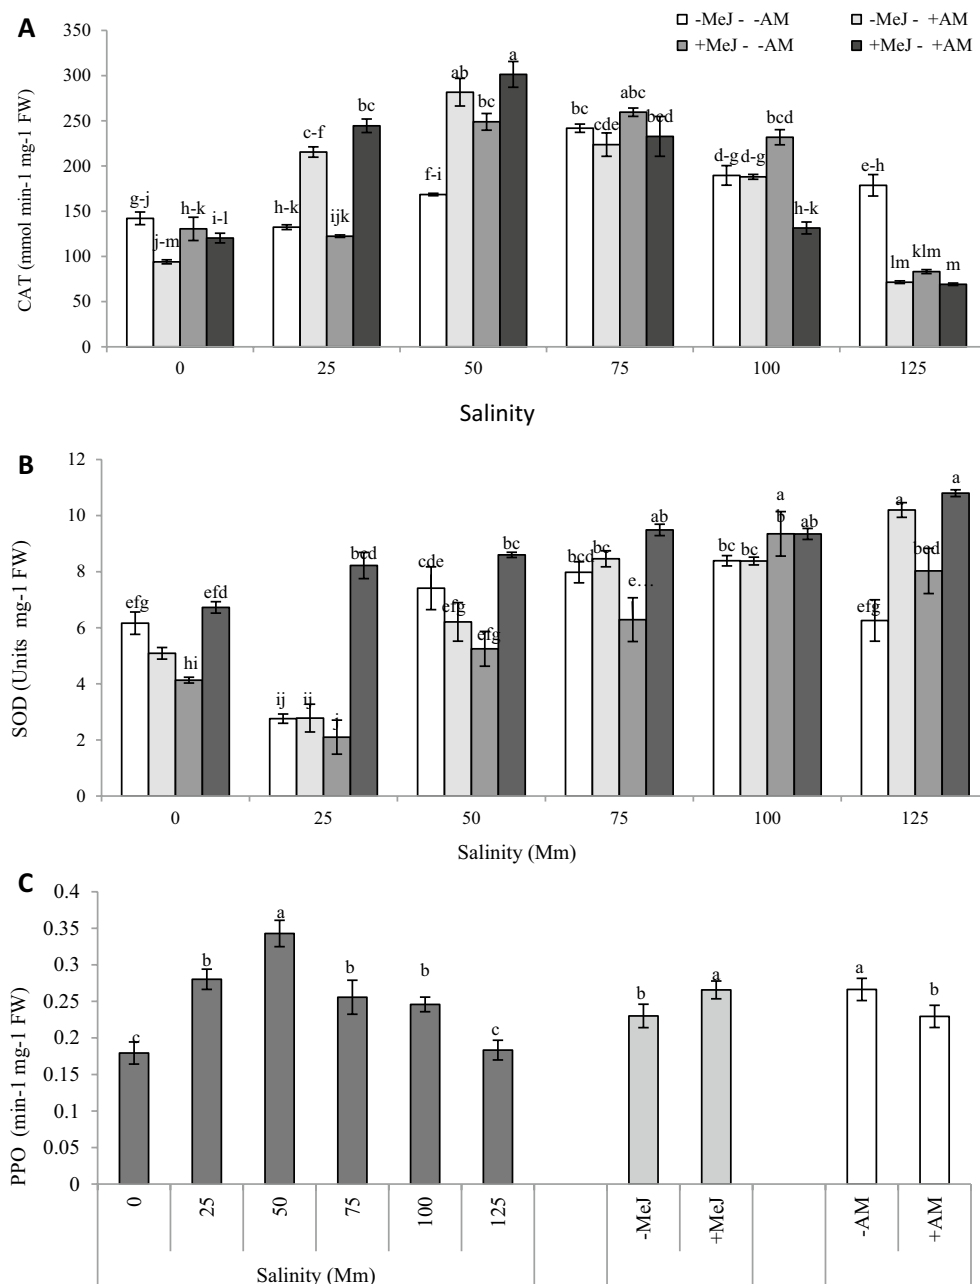 A
-MeJ - -AM
-MeJ - +AM
+MeJ - -AM
+MeJ - +AM
CAT (mmol min-1 mg-1 FW)
350
300
250
200
150
100
50
0
g-j
j-m
h-k
i-l
h-k
c-f
ijk
bc
f-i
ab
bc
a
bc
cde
abc
bcd
d-g
d-g
bcd
h-k
e-h
lm
klm
m
0
25
50
75
100
125
Salinity
B
SOD (Units mg-1 FW)
12
10
8
6
4
2
0
efg
hi
efd
ij
ij
j
bcd
cde
efg
efg
bc
bcd
bc
e…
ab
bc
bc
a
b
ab
efg
a
bcd
a
0
25
50
75
100
125
Salinity (Mm)
C
PPO (min-1 mg-1 FW)
0.4
0.35
0.3
0.25
0.2
0.15
0.1
0.05
0
c
b
a
b
b
c
b
a
a
b
0
25
50
75
100
125
-MeJ
+MeJ
-AM
+AM
Salinity (Mm)